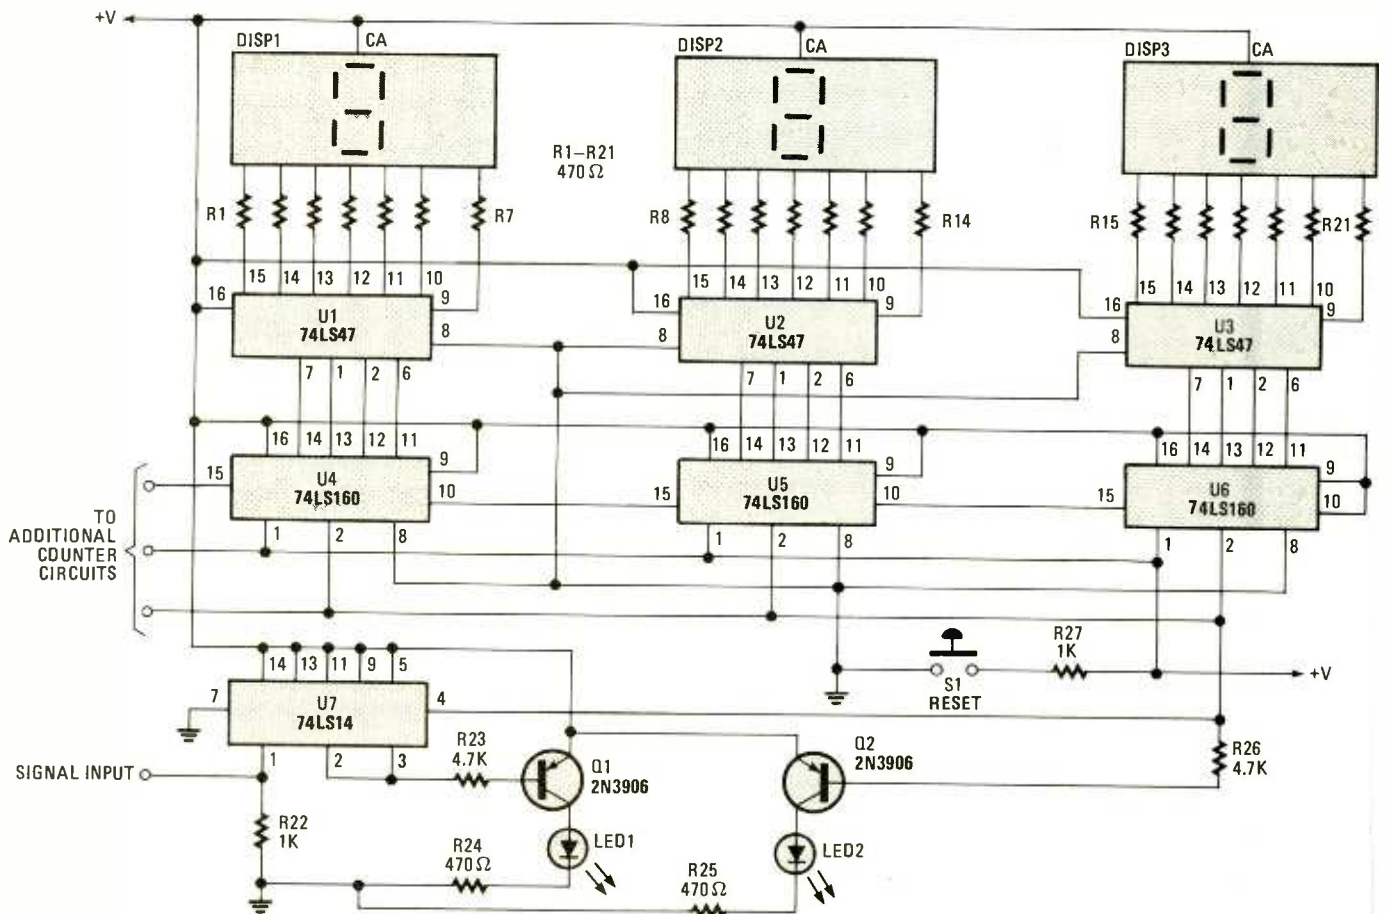 +V
DISP1 CA
DISP2 CA
DISP3 CA
R1–R21
470Ω
R1 R7
R8 R14
R15 R21
15 14 13 12 11 10
16 9
U1
74LS47
8
7 1 2 6
15 14 13 12 11 10
16 9
U2
74LS47
8
7 1 2 6
15 14 13 12 11 10
16 9
U3
74LS47
8
7 1 2 6
16 14 13 12 11
15 9
U4
74LS160
10
1 2 8
16 14 13 12 11
15 9
U5
74LS160
10
1 2 8
16 14 13 12 11
15 9
U6
74LS160
10
1 2 8
TO
ADDITIONAL
COUNTER
CIRCUITS
S1
RESET
R27
1K
+V
14 13 11 9 5
7 4
U7
74LS14
1 2 3
SIGNAL INPUT
R22
1K
R23
4.7K
Q1
2N3906
LED1
R24
470Ω
Q2
2N3906
LED2
R25
470Ω
R26
4.7K